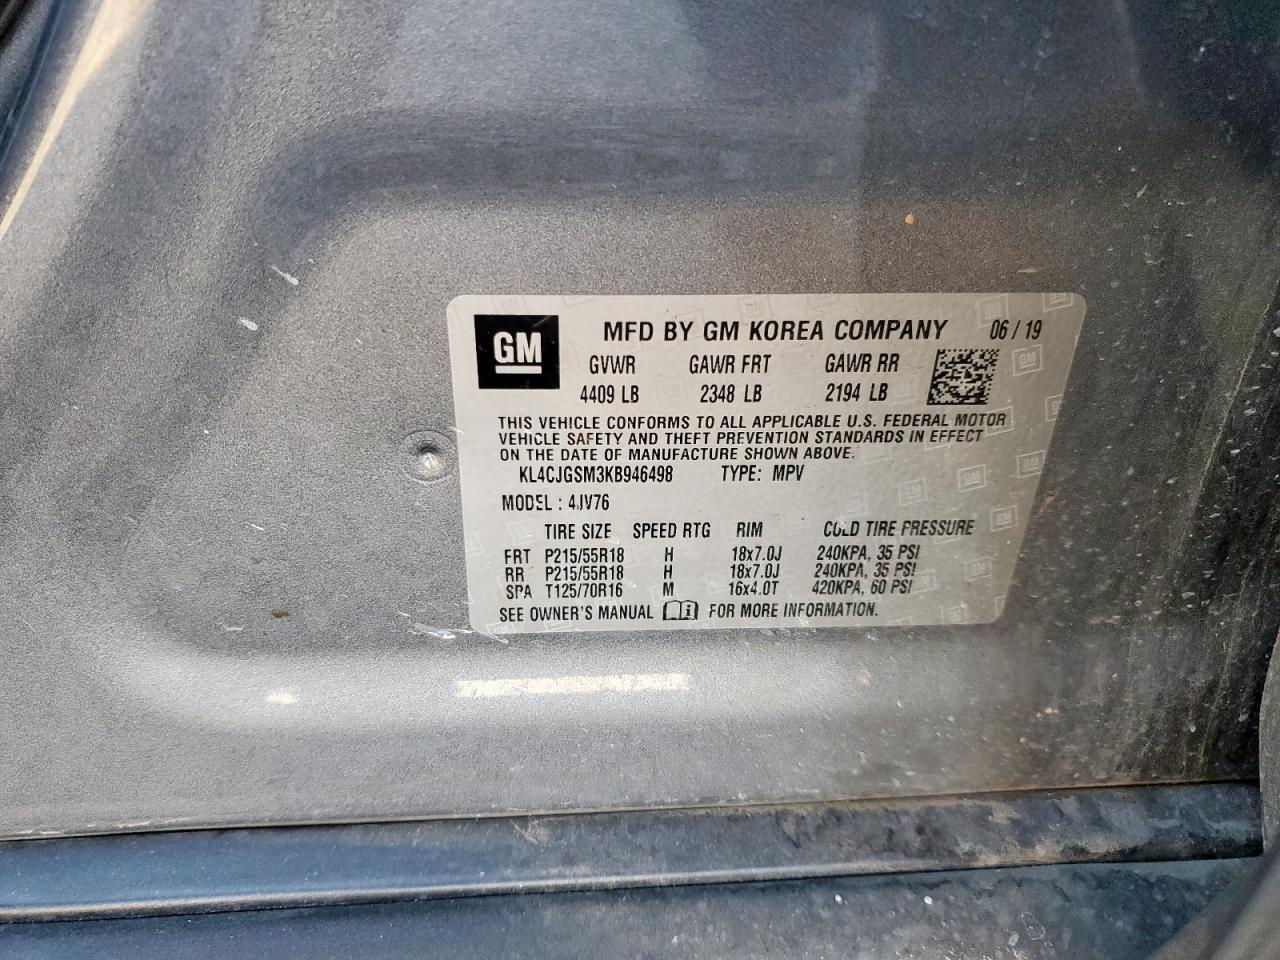 GM
MFD BY GM KOREA COMPANY 06 / 19
GVWR GAWR FRT GAWR RR
4409 LB 2348 LB 2194 LB
THIS VEHICLE CONFORMS TO ALL APPLICABLE U.S. FEDERAL MOTOR
VEHICLE SAFETY AND THEFT PREVENTION STANDARDS IN EFFECT
ON THE DATE OF MANUFACTURE SHOWN ABOVE.
KL4CJGSM3KB946498 TYPE: MPV
MODEL : 4JV76
TIRE SIZE SPEED RTG RIM COLD TIRE PRESSURE
FRT P215/55R18 H 18x7.0J 240KPA, 35 PSI
RR P215/55R18 H 18x7.0J 240KPA, 35 PSI
SPA T125/70R16 M 16x4.0T 420KPA, 60 PSI
SEE OWNER'S MANUAL FOR MORE INFORMATION.